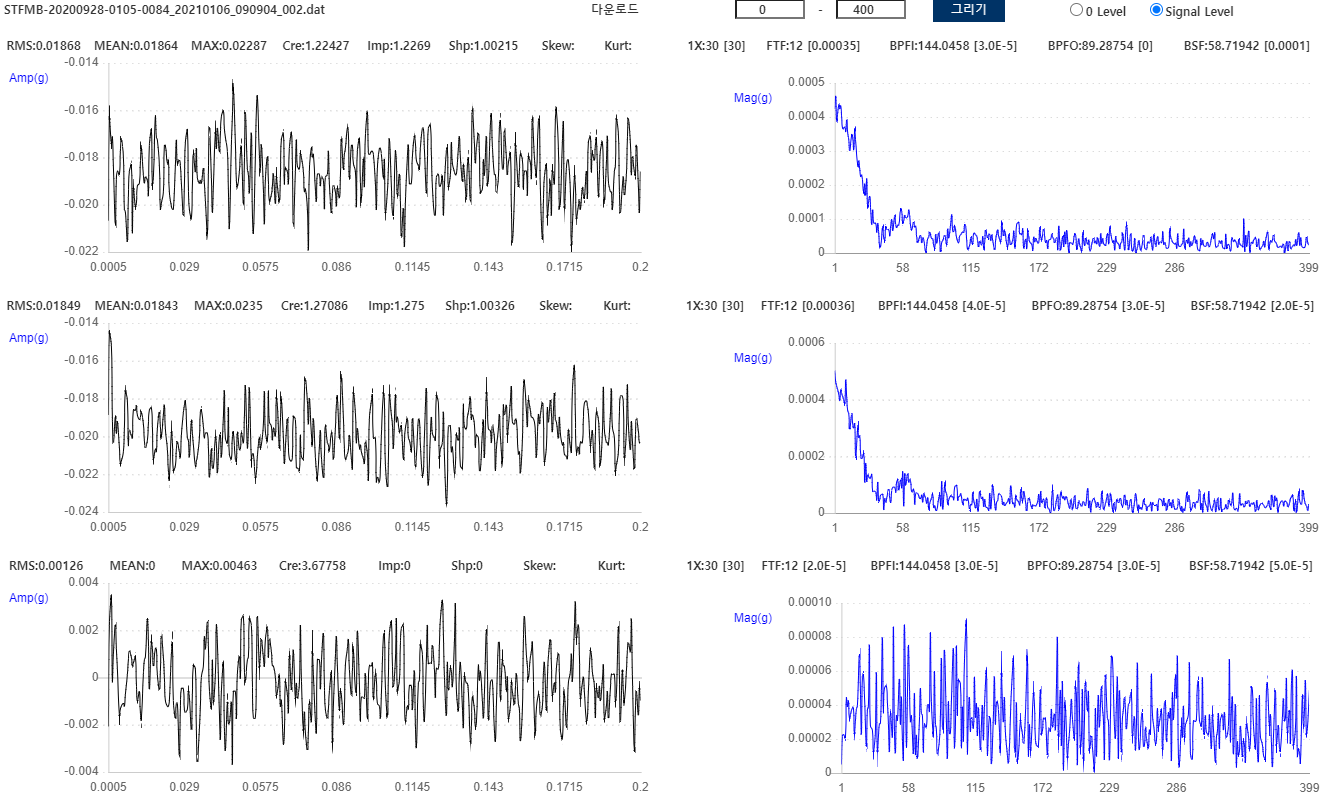 STFMB-20200928-0105-0084_20210106_090904_002.dat 다운로드 0 - 400 그리기 0 Level Signal Level
RMS:0.01868 MEAN:0.01864 MAX:0.02287 Cre:1.22427 Imp:1.2269 Shp:1.00215 Skew: Kurt:
Amp(g)
-0.014
-0.016
-0.018
-0.020
-0.022
0.0005 0.029 0.0575 0.086 0.1145 0.143 0.1715 0.2
1X:30 [30] FTF:12 [0.00035] BPFI:144.0458 [3.0E-5] BPFO:89.28754 [0] BSF:58.71942 [0.0001]
Mag(g)
0.0005
0.0004
0.0003
0.0002
0.0001
0
1 58 115 172 229 286 399
RMS:0.01849 MEAN:0.01843 MAX:0.0235 Cre:1.27086 Imp:1.275 Shp:1.00326 Skew: Kurt:
Amp(g)
-0.014
-0.016
-0.018
-0.020
-0.022
-0.024
0.0005 0.029 0.0575 0.086 0.1145 0.143 0.1715 0.2
1X:30 [30] FTF:12 [0.00036] BPFI:144.0458 [4.0E-5] BPFO:89.28754 [3.0E-5] BSF:58.71942 [2.0E-5]
Mag(g)
0.0006
0.0004
0.0002
0
1 58 115 172 229 286 399
RMS:0.00126 MEAN:0 MAX:0.00463 Cre:3.67758 Imp:0 Shp:0 Skew: Kurt:
Amp(g)
0.004
0.002
0
-0.002
-0.004
0.0005 0.029 0.0575 0.086 0.1145 0.143 0.1715 0.2
1X:30 [30] FTF:12 [2.0E-5] BPFI:144.0458 [3.0E-5] BPFO:89.28754 [3.0E-5] BSF:58.71942 [5.0E-5]
Mag(g)
0.00010
0.00008
0.00006
0.00004
0.00002
0
1 58 115 172 229 286 399